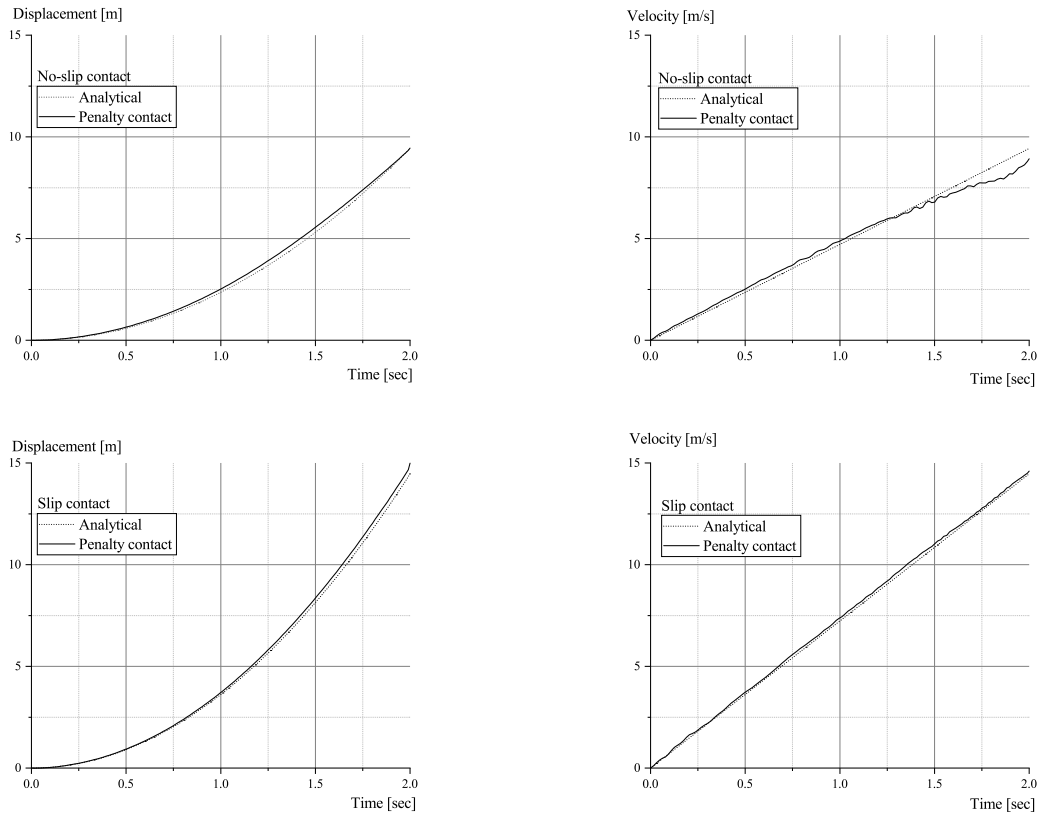 Displacement [m]
15
10
5
0
No-slip contact
Analytical
Penalty contact
0.0 0.5 1.0 1.5 2.0
Time [sec]
Velocity [m/s]
15
10
5
0
No-slip contact
Analytical
Penalty contact
0.0 0.5 1.0 1.5 2.0
Time [sec]
Displacement [m]
15
10
5
0
Slip contact
Analytical
Penalty contact
0.0 0.5 1.0 1.5 2.0
Time [sec]
Velocity [m/s]
15
10
5
0
Slip contact
Analytical
Penalty contact
0.0 0.5 1.0 1.5 2.0
Time [sec]